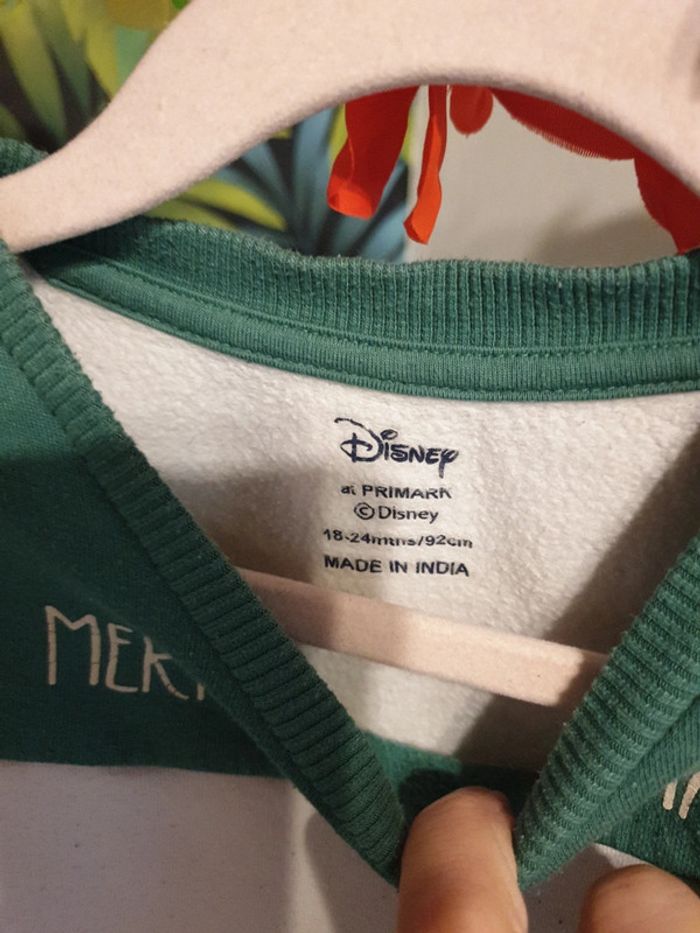 Disney
at PRIMARK
©Disney
18-24mths/92cm
MADE IN INDIA